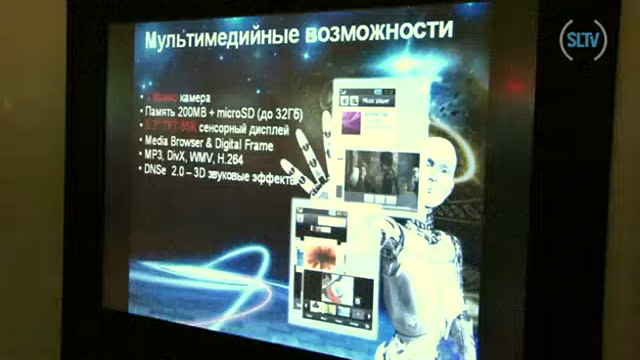 Мультимедийные возможности
SLTV
камера
Память 200MB + microSD (до 32Гб)
сенсорный дисплей
Media Browser & Digital Frame
MP3, DivX, WMV, H.264
DNSe 2.0 – 3D звуковые эффекты
Music player